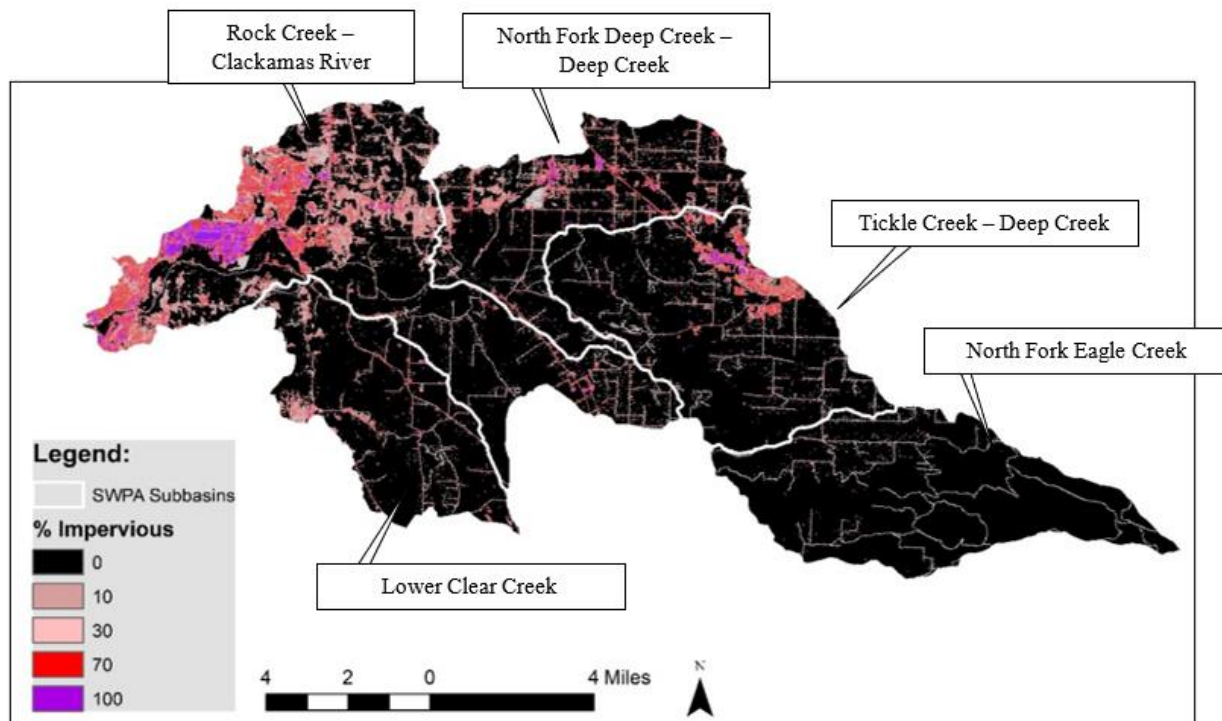 Rock Creek –
Clackamas River
North Fork Deep Creek –
Deep Creek
Tickle Creek – Deep Creek
North Fork Eagle Creek
Lower Clear Creek
Legend:
SWPA Subbasins
% Impervious
0
10
30
70
100
4 2 0 4 Miles
N